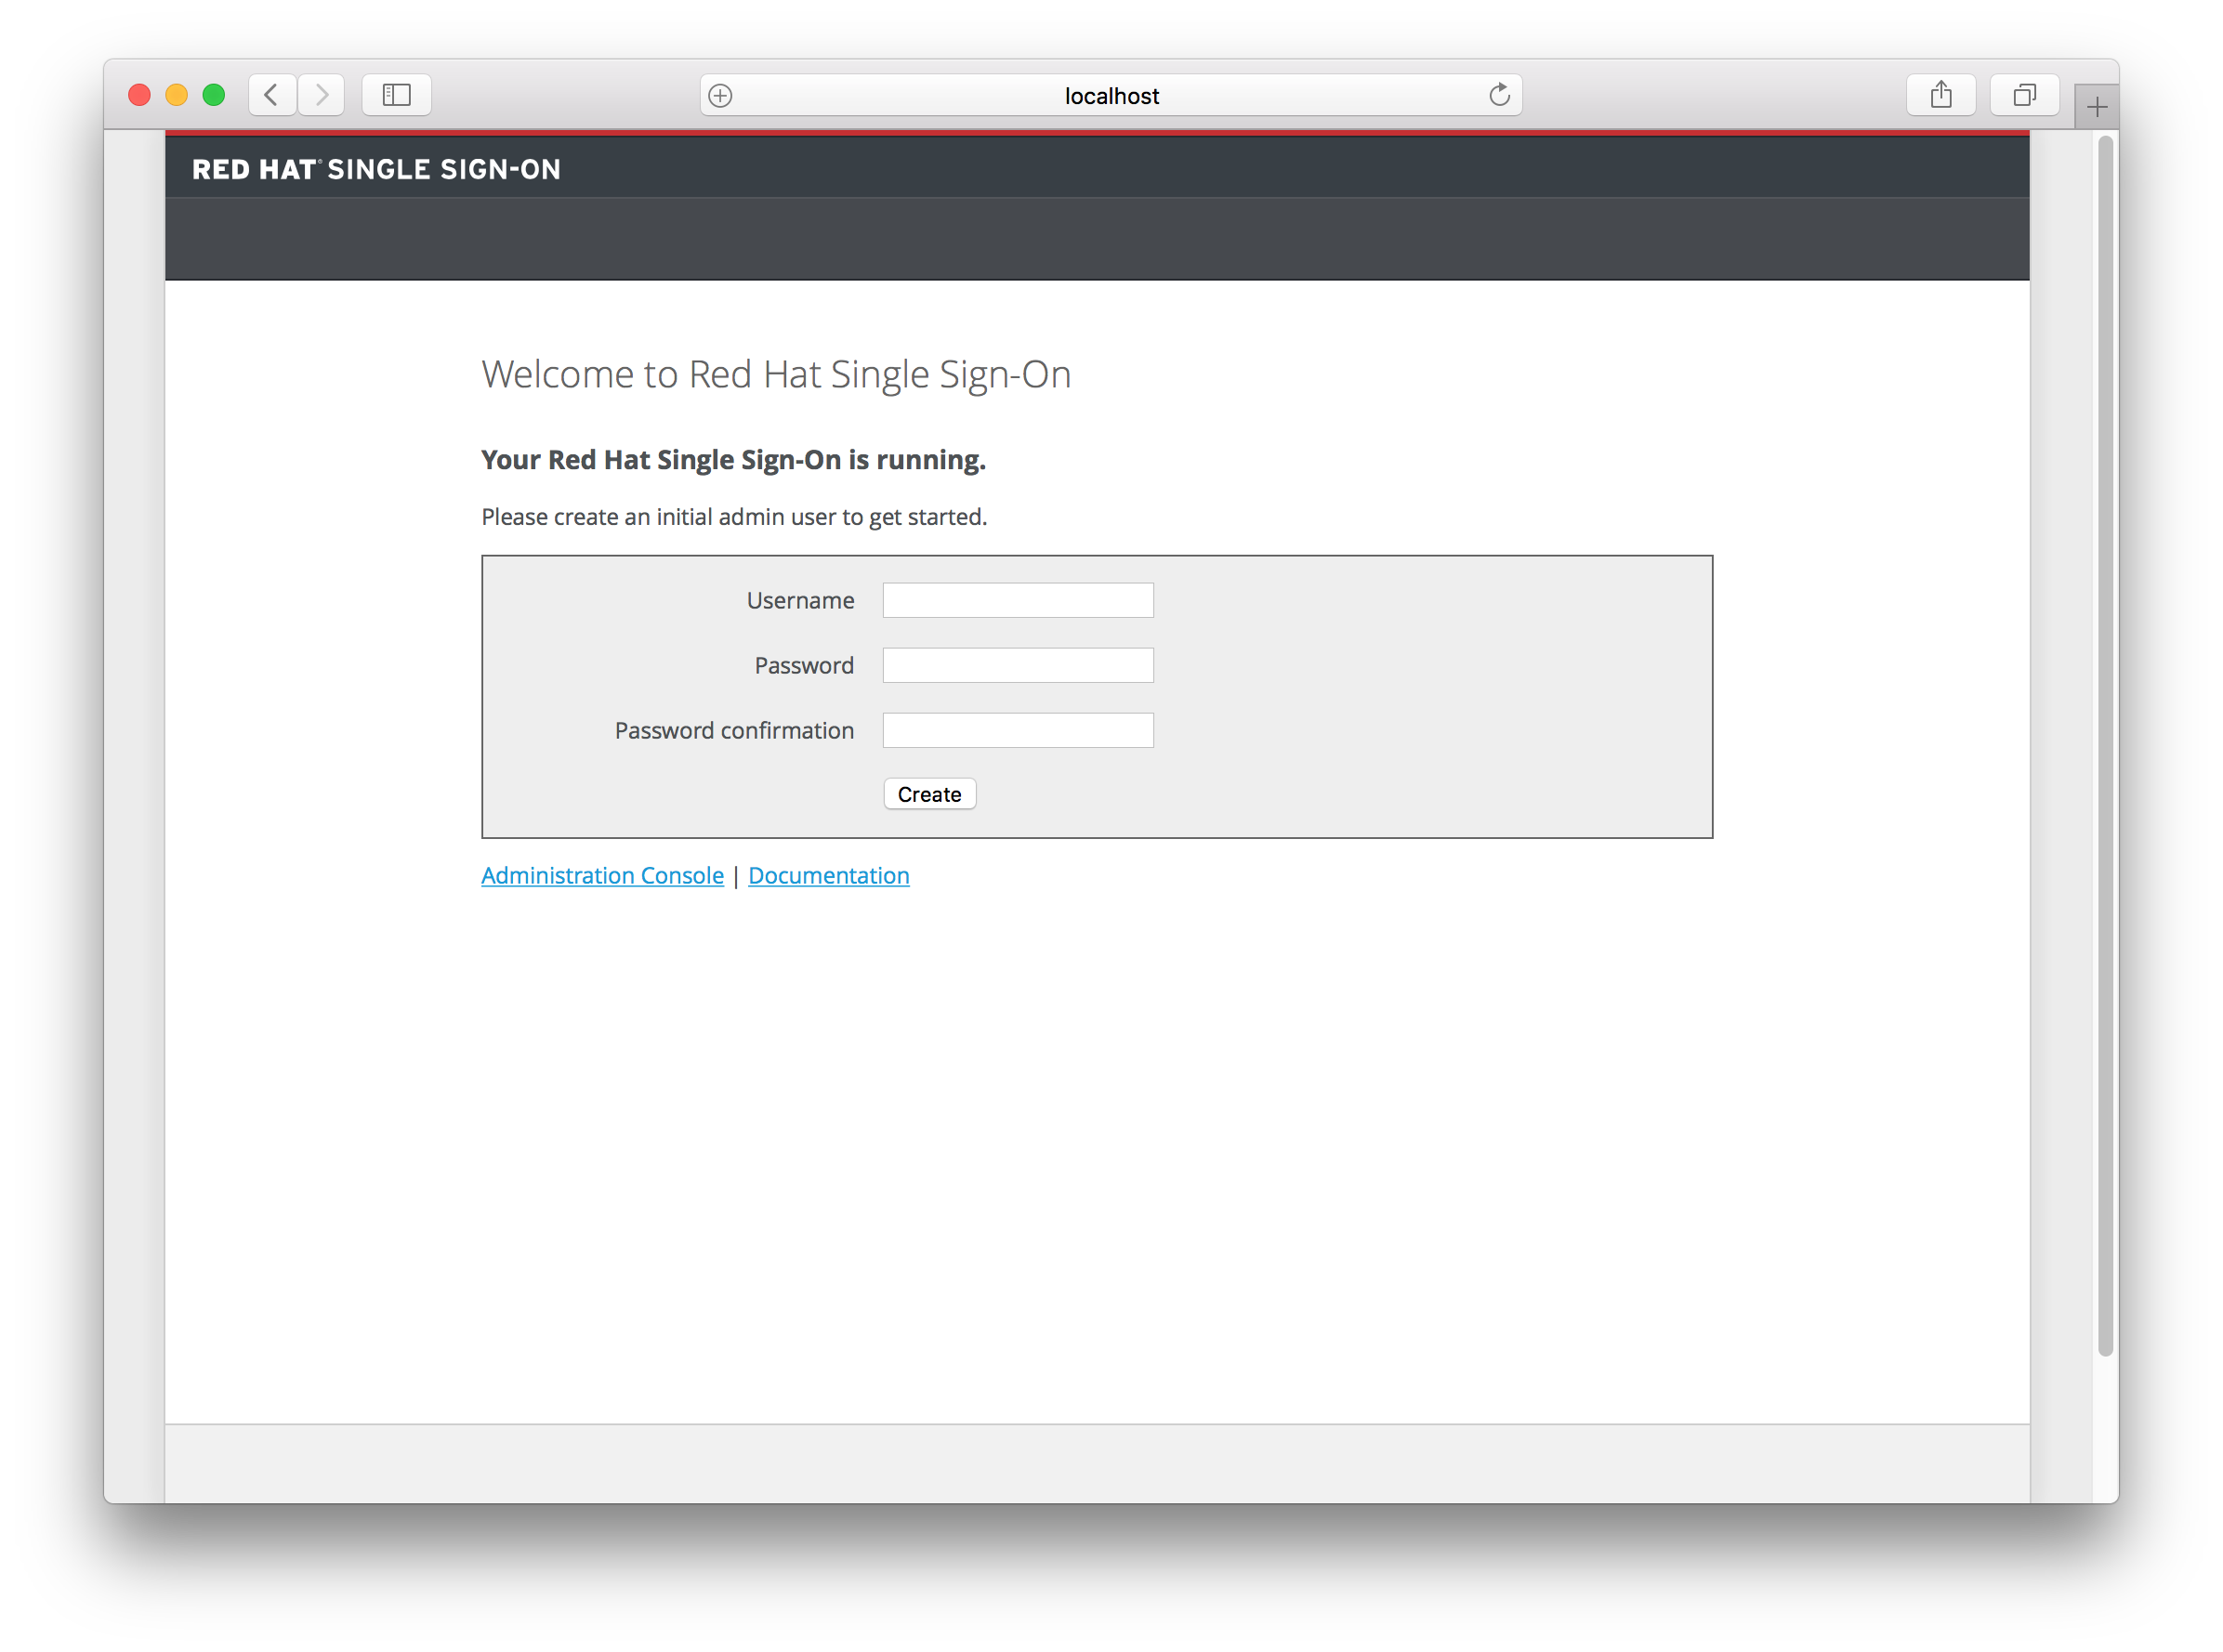 localhost
RED HAT® SINGLE SIGN-ON
Welcome to Red Hat Single Sign-On
Your Red Hat Single Sign-On is running.
Please create an initial admin user to get started.
Username
Password
Password confirmation
Create
Administration Console | Documentation